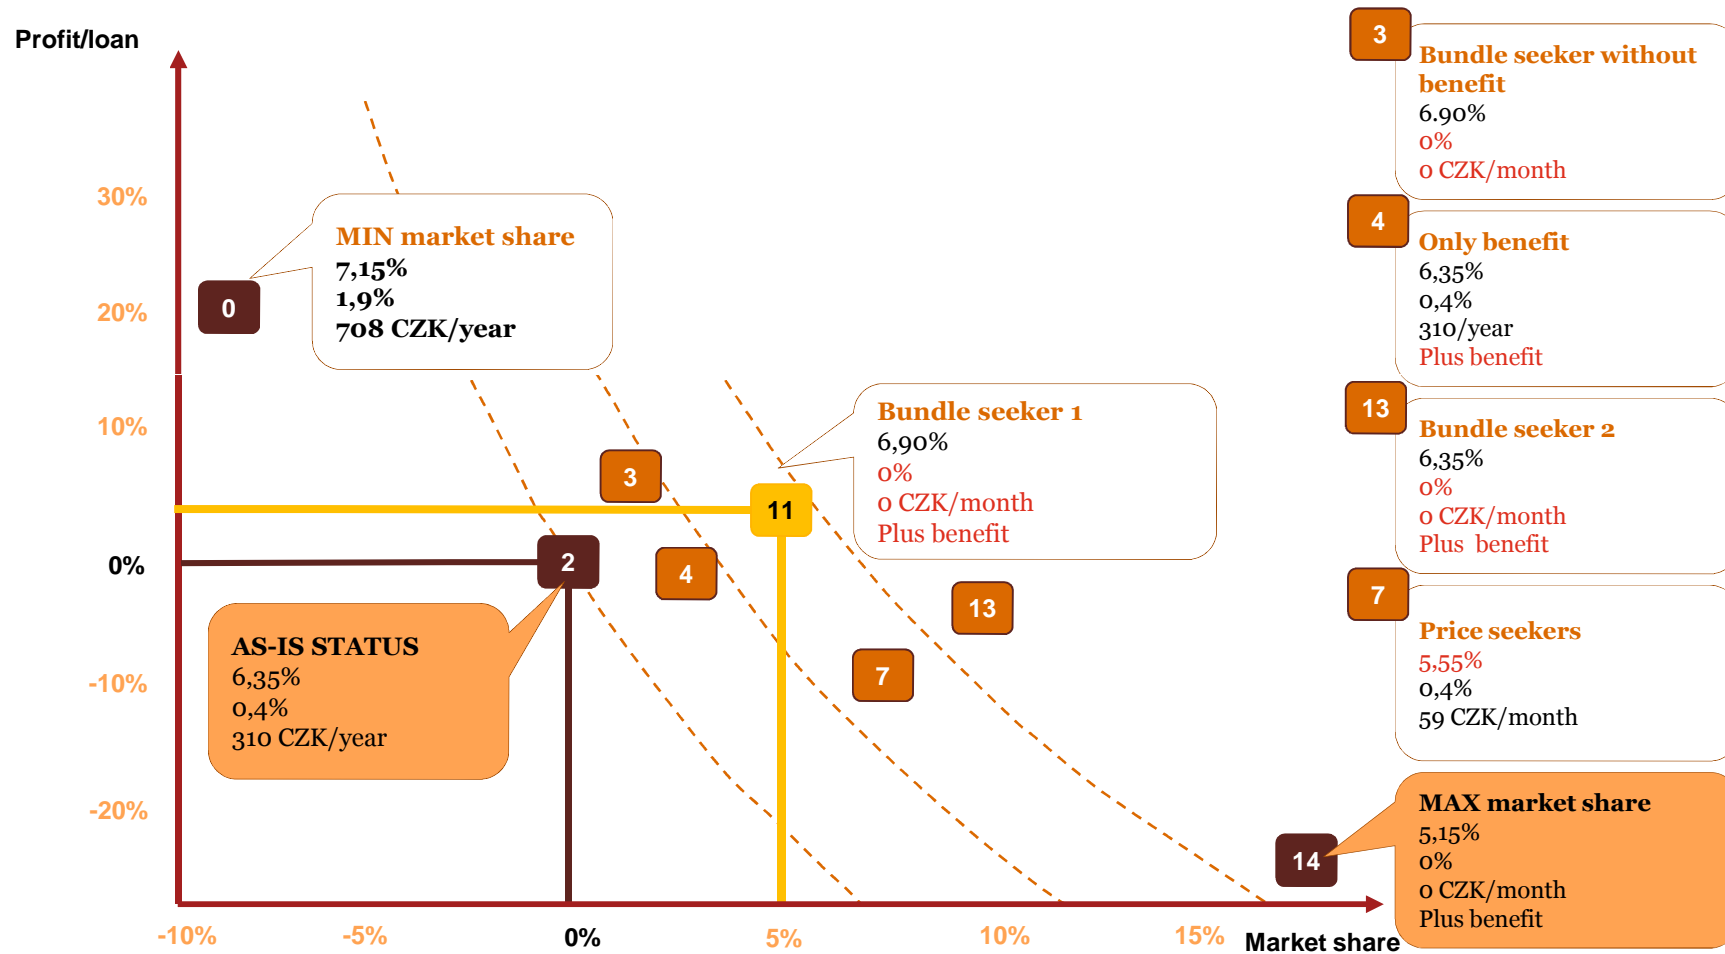 Profit/loan
30%
20%
10%
0%
-10%
-20%
-10%
-5%
0%
5%
10%
15%
Market share
0
MIN market share
7,15%
1,9%
708 CZK/year
2
AS-IS STATUS
6,35%
0,4%
310 CZK/year
3
4
11
Bundle seeker 1
6,90%
0%
0 CZK/month
Plus benefit
13
7
14
3
Bundle seeker without
benefit
6.90%
0%
0 CZK/month
4
Only benefit
6,35%
0,4%
310/year
Plus benefit
13
Bundle seeker 2
6,35%
0%
0 CZK/month
Plus  benefit
7
Price seekers
5,55%
0,4%
59 CZK/month
MAX market share
5,15%
0%
0 CZK/month
Plus benefit